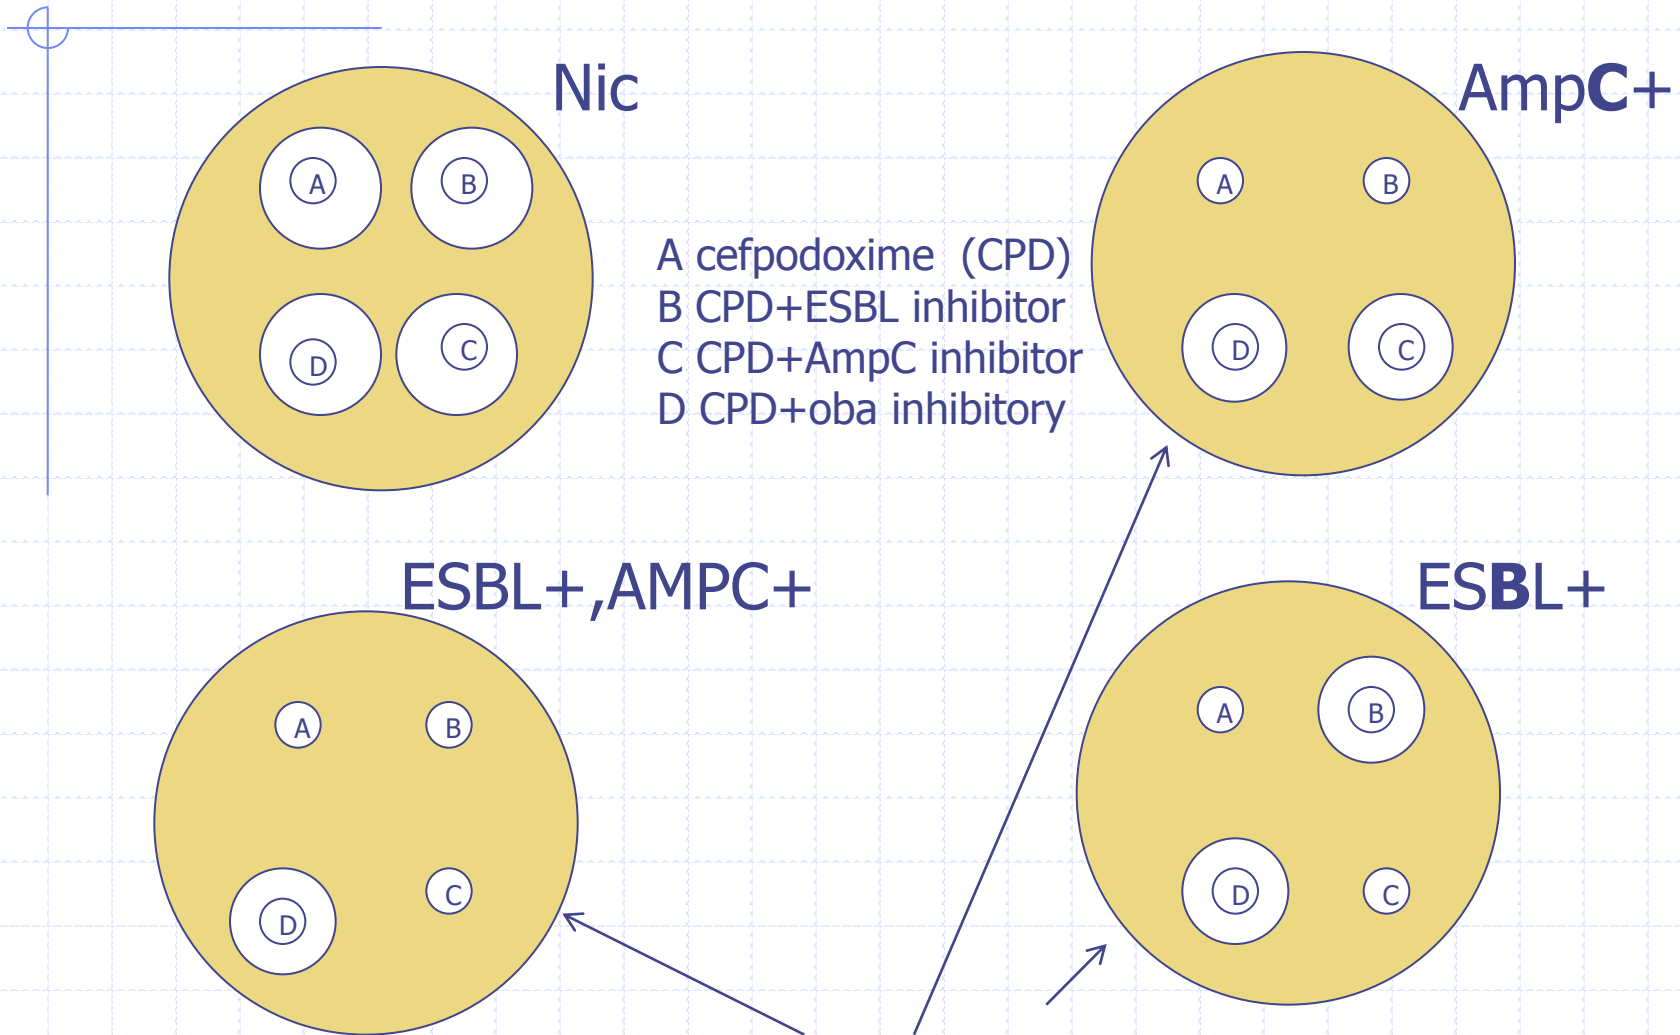 Nic
AmpC+
A
B
D
C
A cefpodoxime (CPD)
B CPD+ESBL inhibitor
C CPD+AmpC inhibitor
D CPD+oba inhibitory
A
B
D
C
ESBL+,AMPC+
A
B
D
C
ESBL+
A
B
D
C